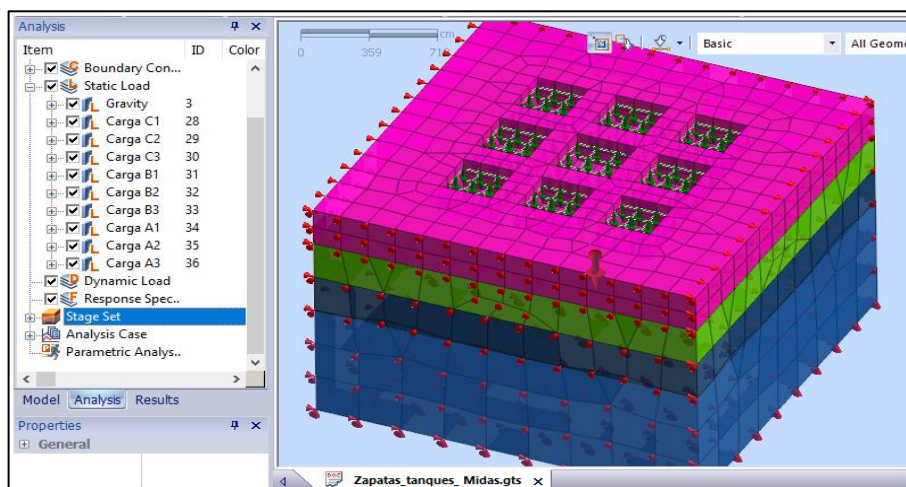 Analysis
Item ID Color
Boundary Con...
Static Load
Gravity 3
Carga C1 28
Carga C2 29
Carga C3 30
Carga B1 31
Carga B2 32
Carga B3 33
Carga A1 34
Carga A2 35
Carga A3 36
Dynamic Load
Response Spec..
Stage Set
Analysis Case
Parametric Analys..
Model Analysis Results
Properties
General
cm
0 359 718
Basic All Geome
Zapatas_tanques_ Midas.gts